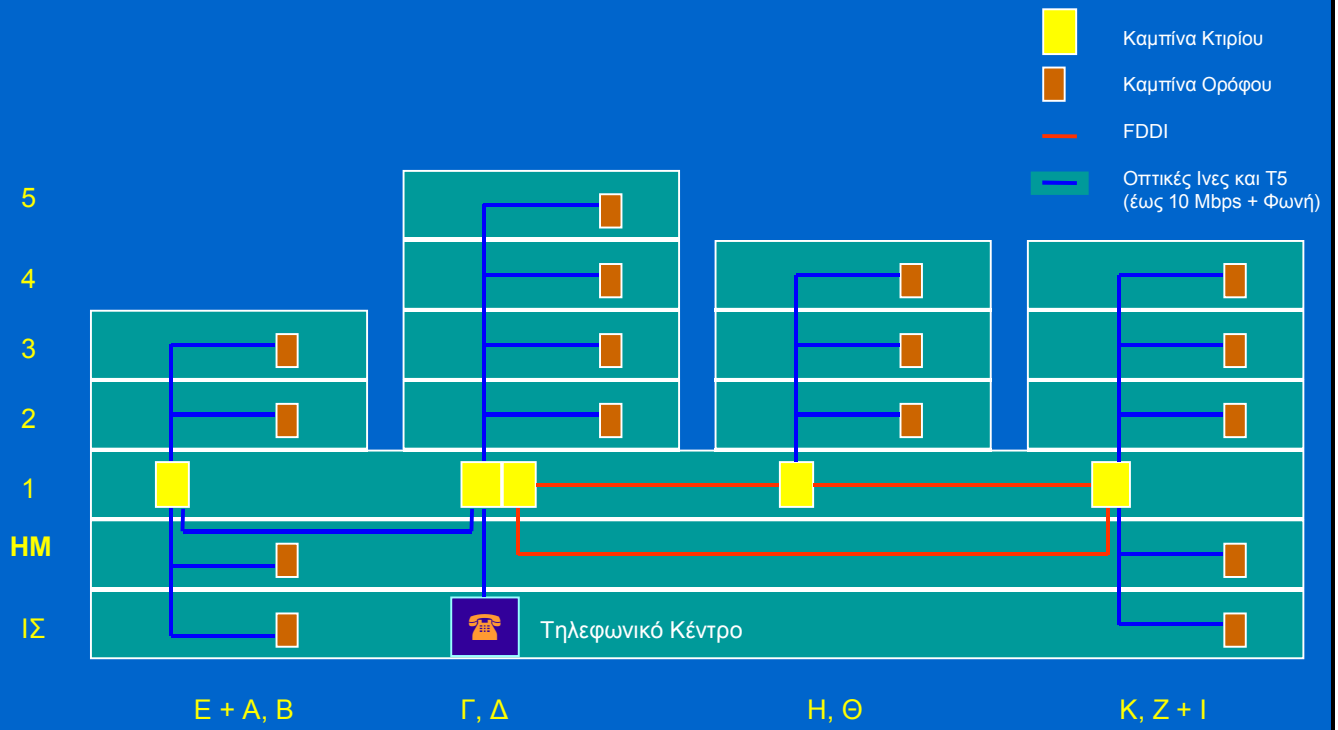 Καμπίνα Κτιρίου
Καμπίνα Ορόφου
FDDI
Οπτικές Ινες και Τ5
(έως 10 Mbps + Φωνή)
5
4
3
2
1
ΗΜ
ΙΣ
Τηλεφωνικό Κέντρο
Ε + Α, Β
Γ, Δ
Η, Θ
Κ, Ζ + Ι